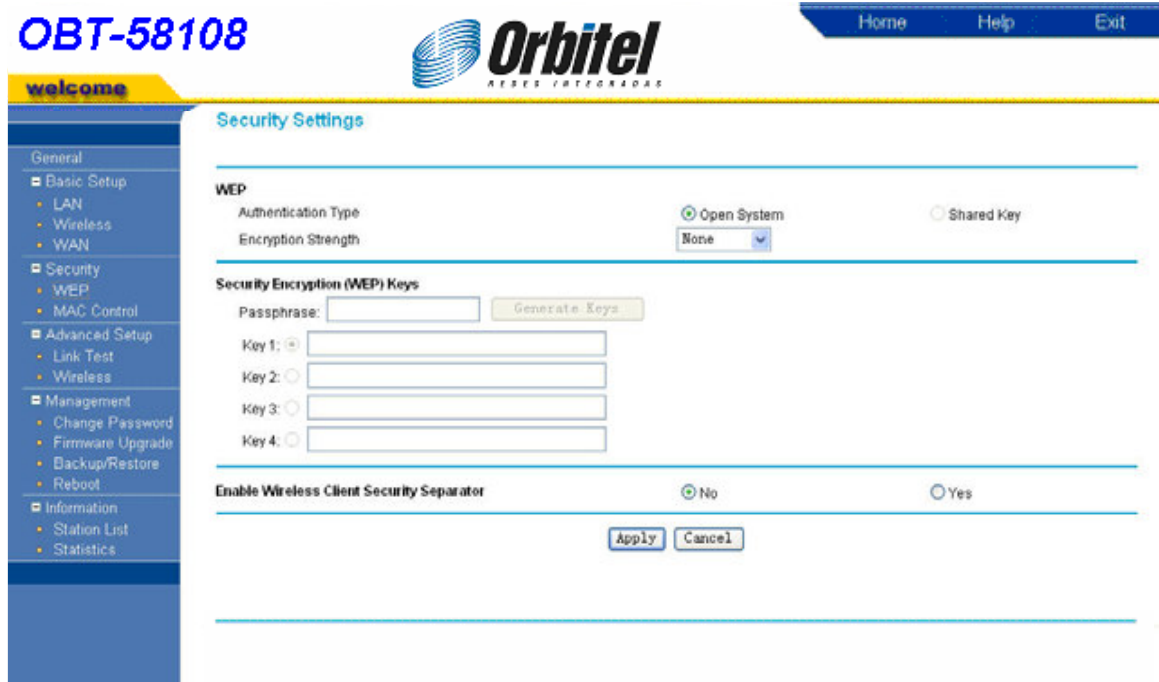 OBT-58108
Orbitel
REDES INTEGRADAS
Home Help Exit
welcome
General
Basic Setup
LAN
Wireless
WAN
Security
WEP
MAC Control
Advanced Setup
Link Test
Wireless
Management
Change Password
Firmware Upgrade
Backup/Restore
Reboot
Information
Station List
Statistics
Security Settings
WEP
Authentication Type Open System Shared Key
Encryption Strength None
Security Encryption (WEP) Keys
Passphrase: Generate Keys
Key 1:
Key 2:
Key 3:
Key 4:
Enable Wireless Client Security Separator No Yes
Apply Cancel